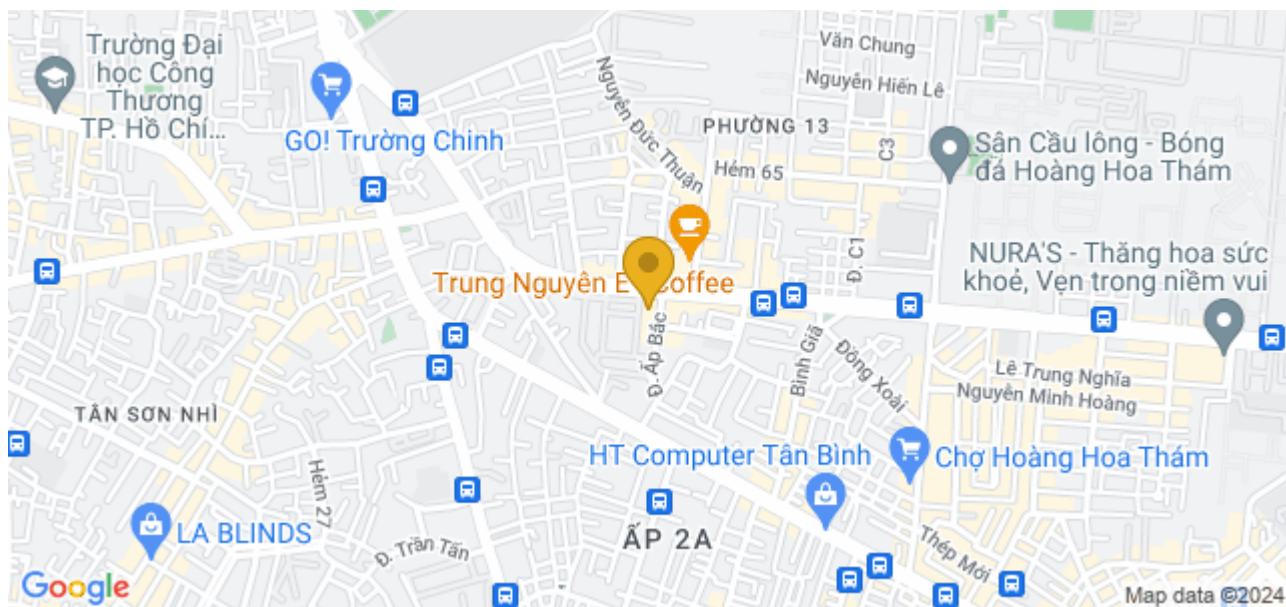 Trường Đại
học Công
Thương
TP. Hồ Chí...
GO! Trường Chinh
Nguyễn Đức Thuận
Văn Chung
Nguyễn Hiến Lê
PHƯỜNG 13
Hém 65
C3
Sân Cầu lông - Bóng
đá Hoàng Hoa Thám
Đ. C1
NURA'S - Thăng hoa sức
khoẻ, Vẹn trong niềm vui
Trung Nguyên E
offee
Đ. Ấp Bắc
Bình Giã
Đồng Xoài
Lê Trung Nghĩa
Nguyễn Minh Hoàng
TÂN SƠN NHÌ
Hém 27
HT Computer Tân Bình
Chợ Hoàng Hoa Thám
LA BLINDS
Đ. Trần Tấn
ẤP 2A
Thép Mới
Google
Map data ©2024